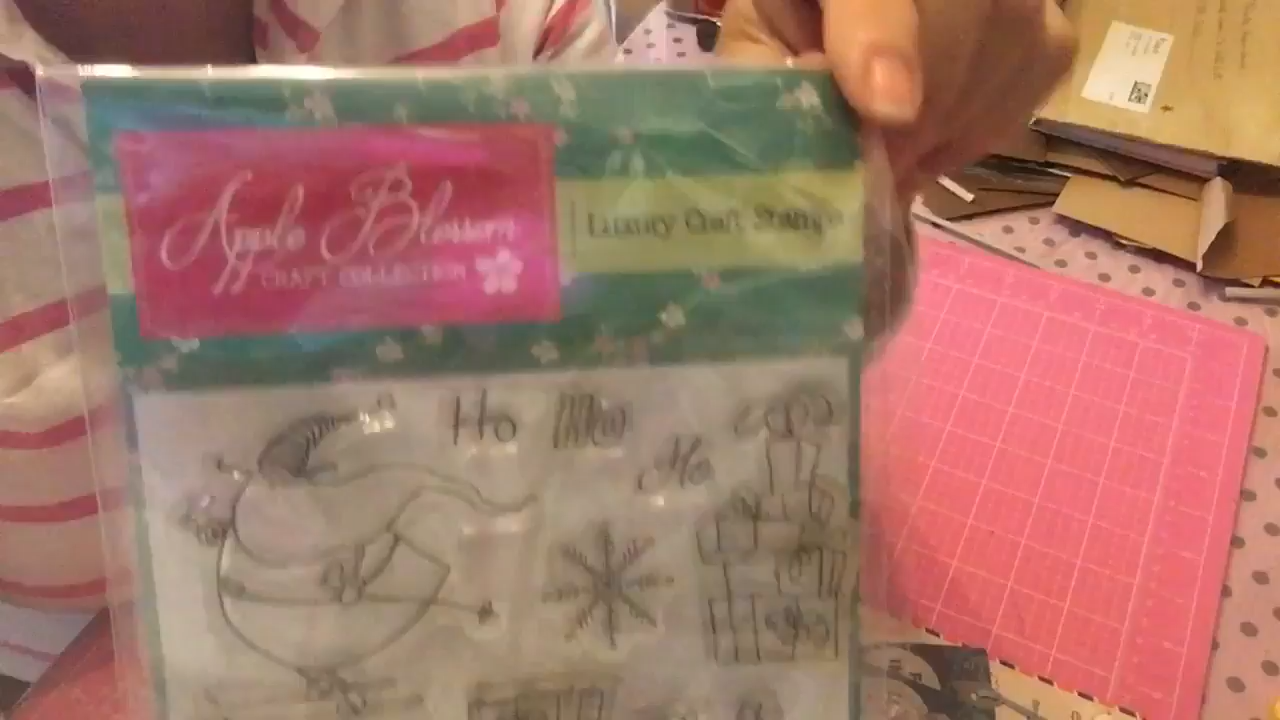 Apple Blossom
CRAFT COLLECTION
Luxury Craft Stamps
Ho Ho
Ho